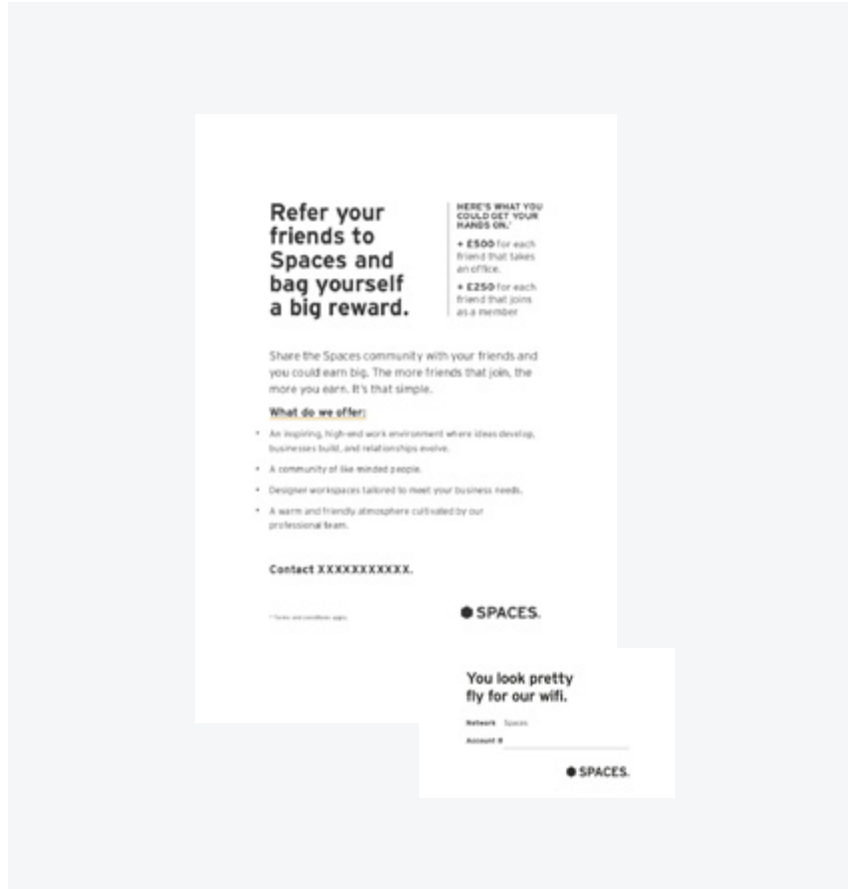 Refer your
friends to
Spaces and
bag yourself
a big reward.
HERE'S WHAT YOU
COULD GET YOUR
HANDS ON.*
+ £500 for each
friend that takes
an office.
+ £250 for each
friend that joins
as a member
Share the Spaces community with your friends and
you could earn big. The more friends that join, the
more you earn. It's that simple.
What do we offer:
• An inspiring, high-end work environment where ideas develop,
businesses build, and relationships evolve.
• A community of like minded people.
• Designer workspaces tailored to meet your business needs.
• A warm and friendly atmosphere cultivated by our
professional team.
Contact XXXXXXXXXXX.
* Terms and conditions apply.
SPACES.
You look pretty
fly for our wifi.
Network Spaces
Account #
SPACES.